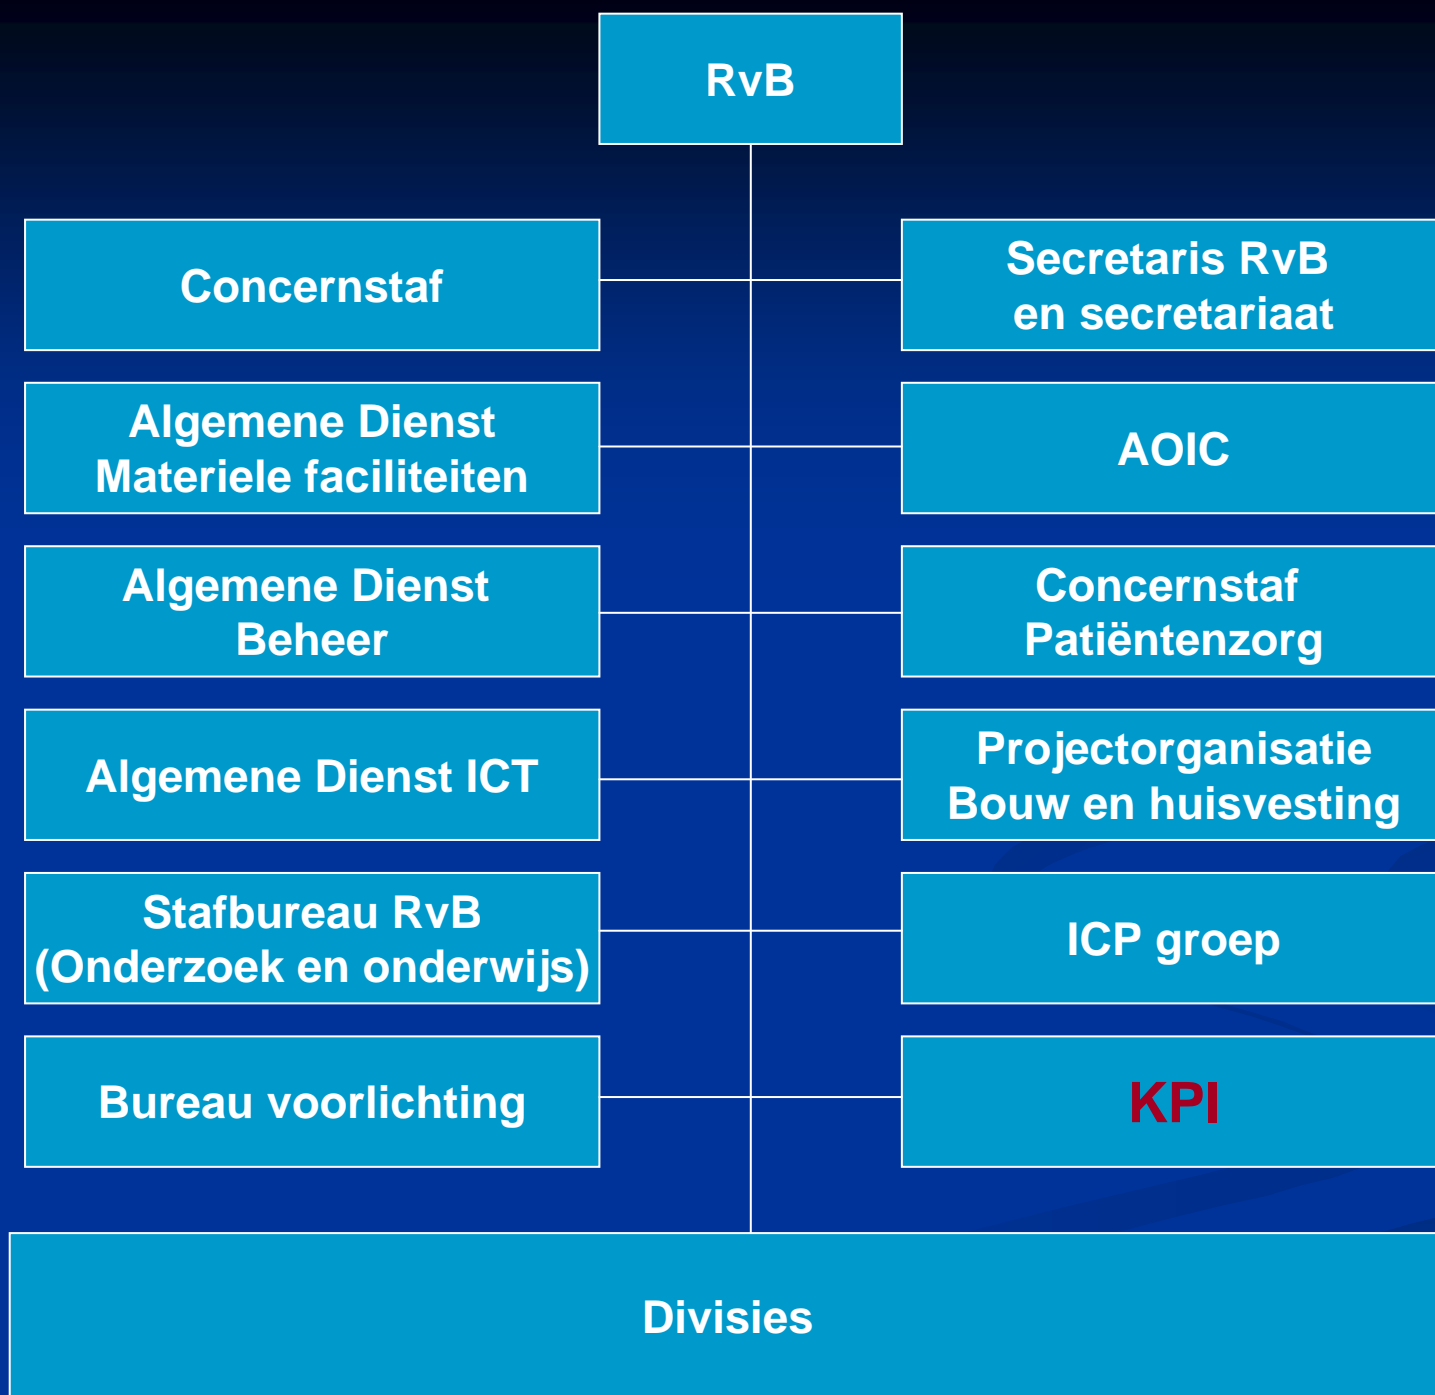 RvB
Concernstaf
Secretaris RvB
en secretariaat
Algemene Dienst
Materiele faciliteiten
AOIC
Algemene Dienst
Beheer
Concernstaf
Patiëntenzorg
Algemene Dienst ICT
Projectorganisatie
Bouw en huisvesting
Stafbureau RvB
(Onderzoek en onderwijs)
ICP groep
Bureau voorlichting
KPI
Divisies